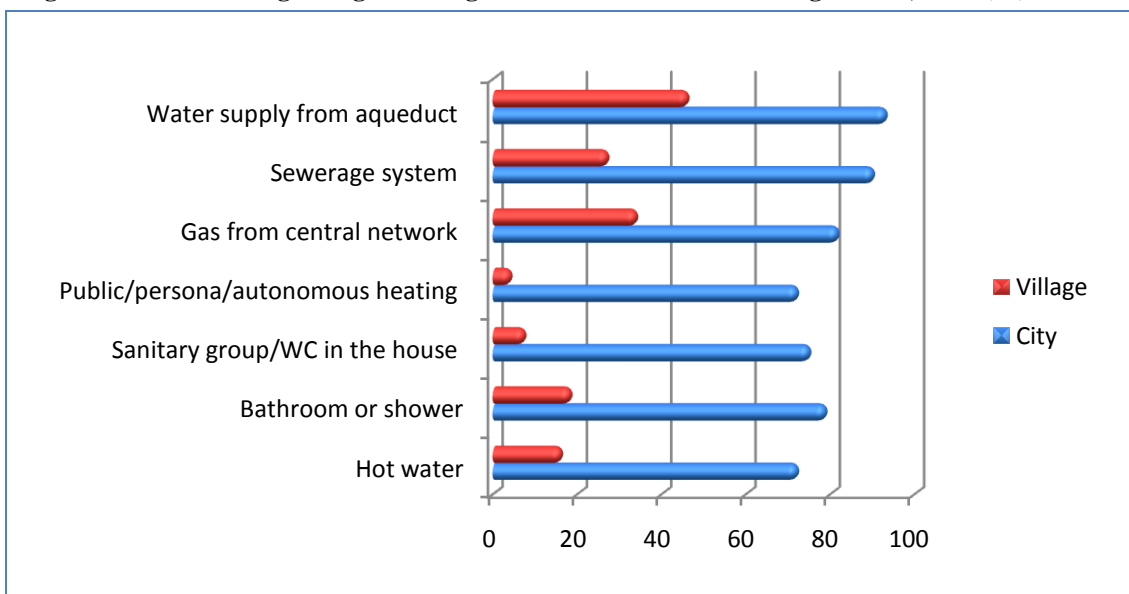 Water supply from aqueduct
Sewerage system
Gas from central network
Public/persona/autonomous heating
Sanitary group/WC in the house
Bathroom or shower
Hot water
Village
City
0 20 40 60 80 100